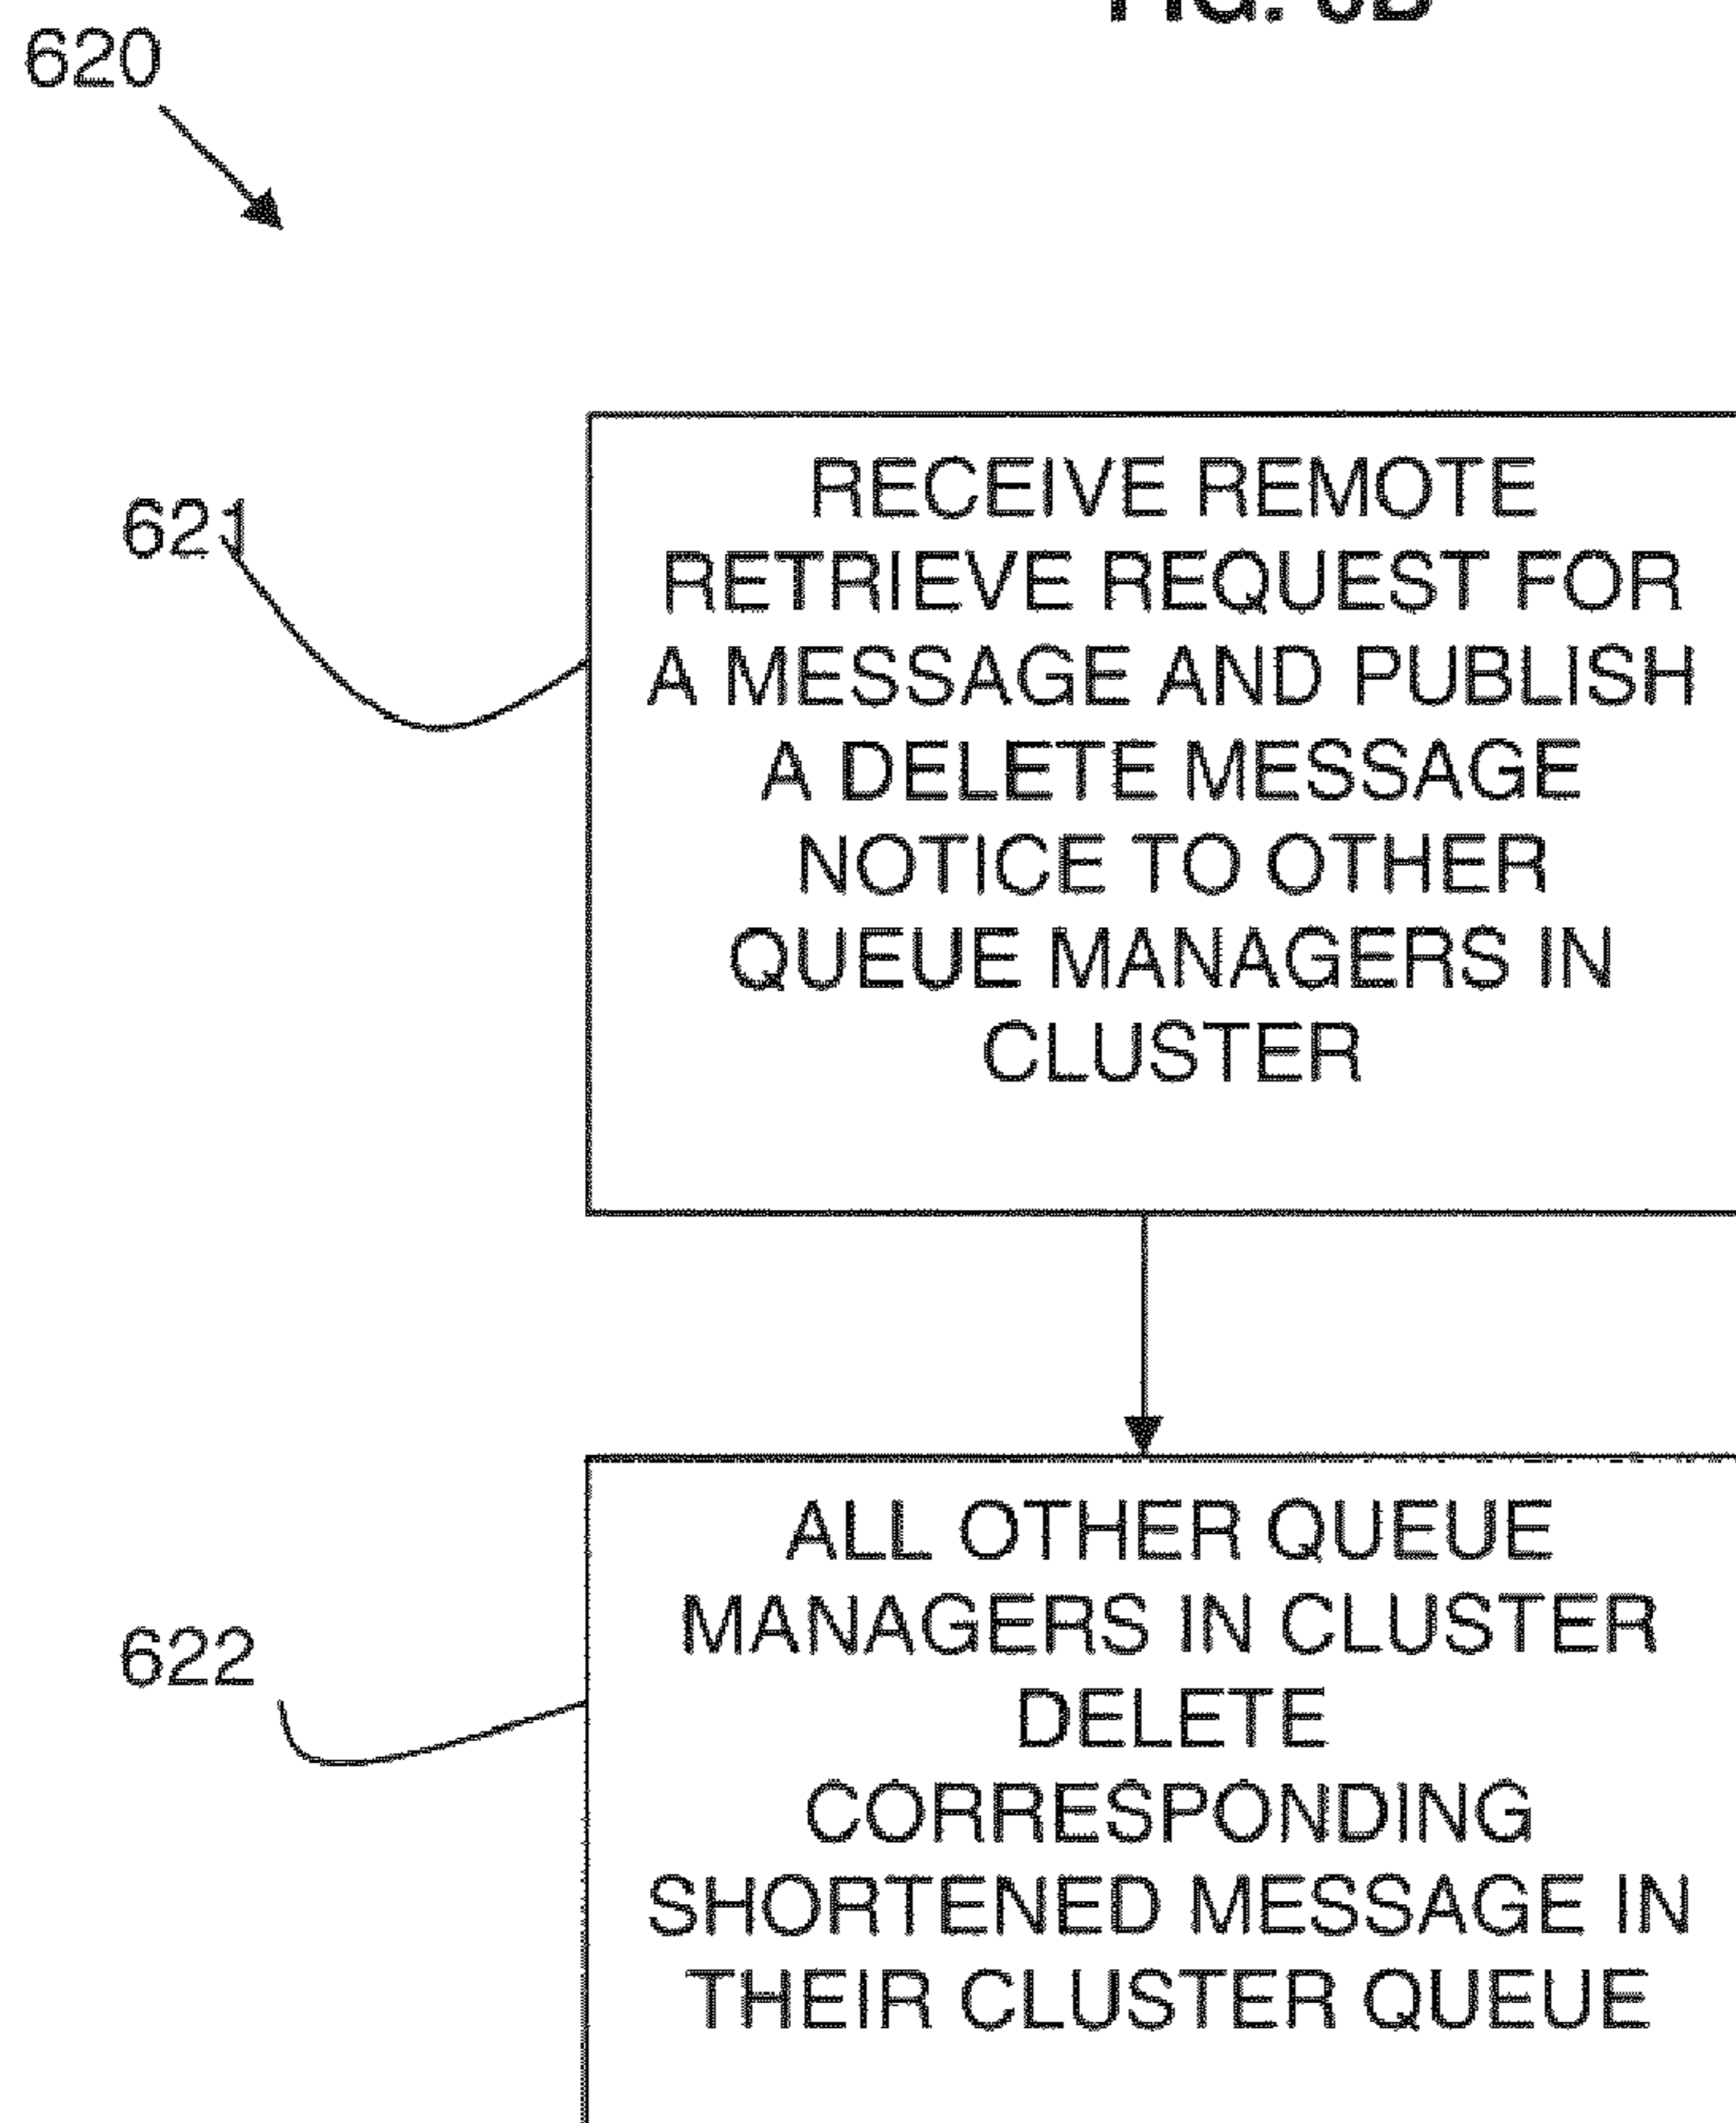 620
621
RECEIVE REMOTE
RETRIEVE REQUEST FOR
A MESSAGE AND PUBLISH
A DELETE MESSAGE
NOTICE TO OTHER
QUEUE MANAGERS IN
CLUSTER
622
ALL OTHER QUEUE
MANAGERS IN CLUSTER
DELETE
CORRESPONDING
SHORTENED MESSAGE IN
THEIR CLUSTER QUEUE